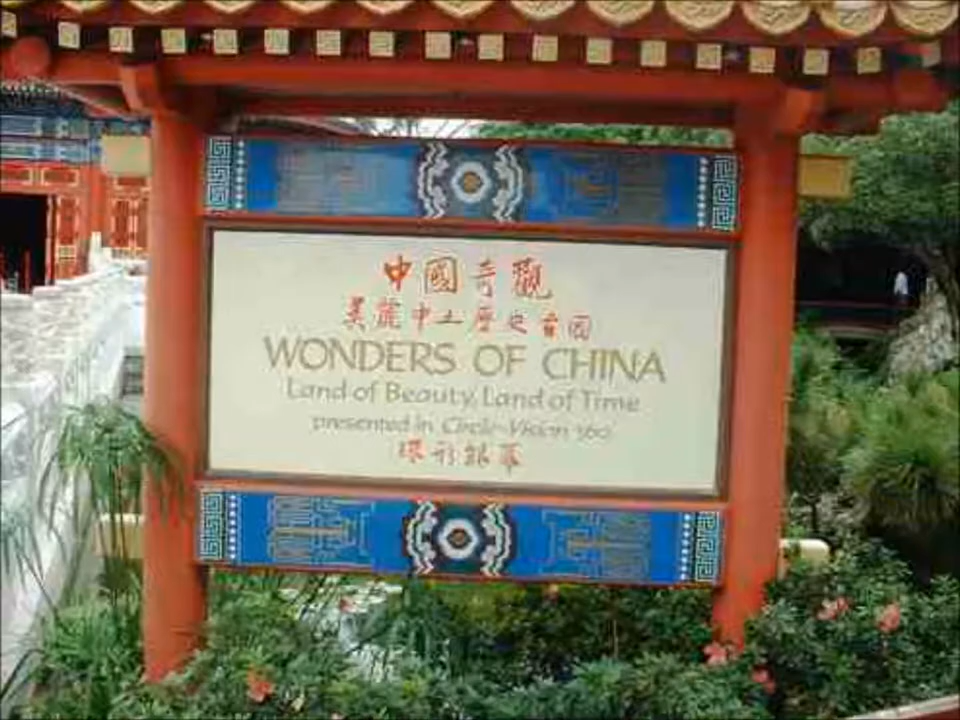 中國奇觀
美麗中土歷史古國
WONDERS OF CHINA
Land of Beauty, Land of Time
presented in Circle-Vision 360
環形銀幕